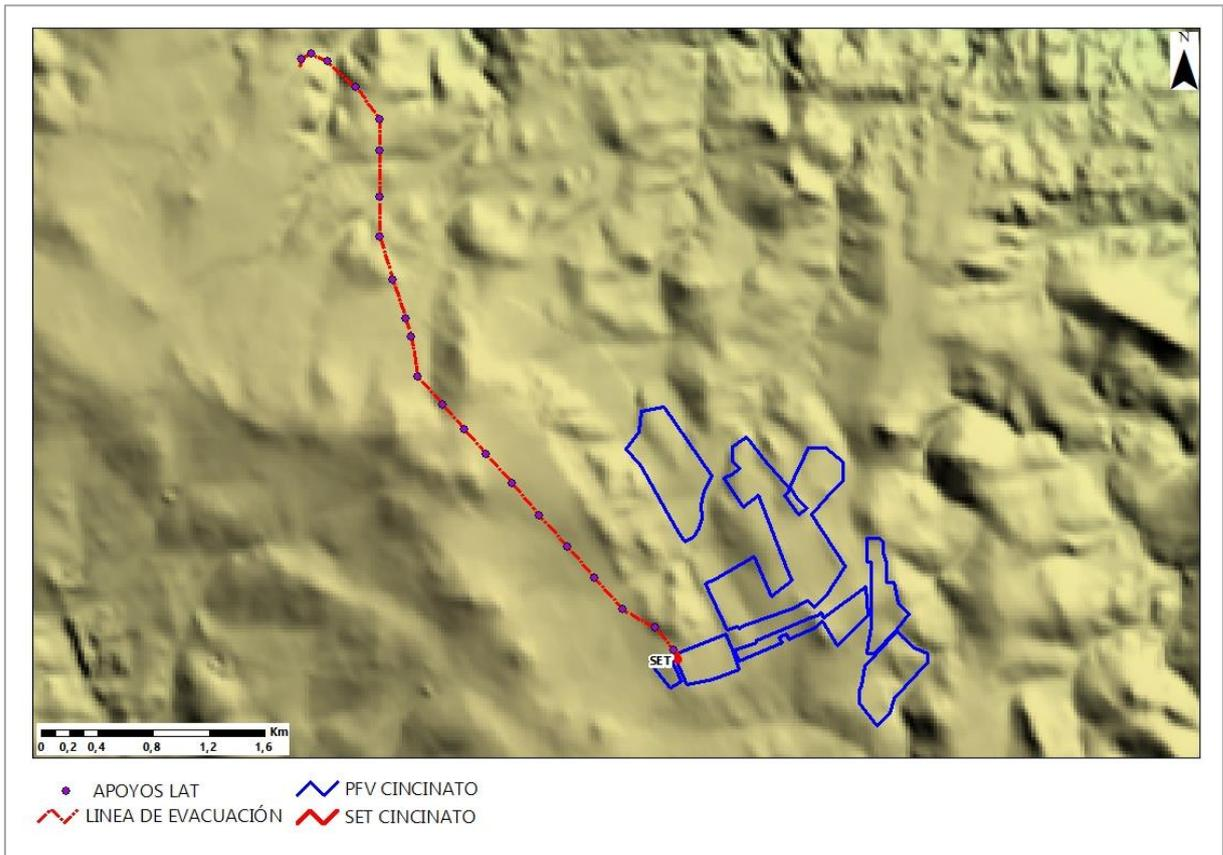 N
SET
Km
0 0,2 0,4 0,8 1,2 1,6
APOYOS LAT
LINEA DE EVACUACIÓN
PFV CINCINATO
SET CINCINATO